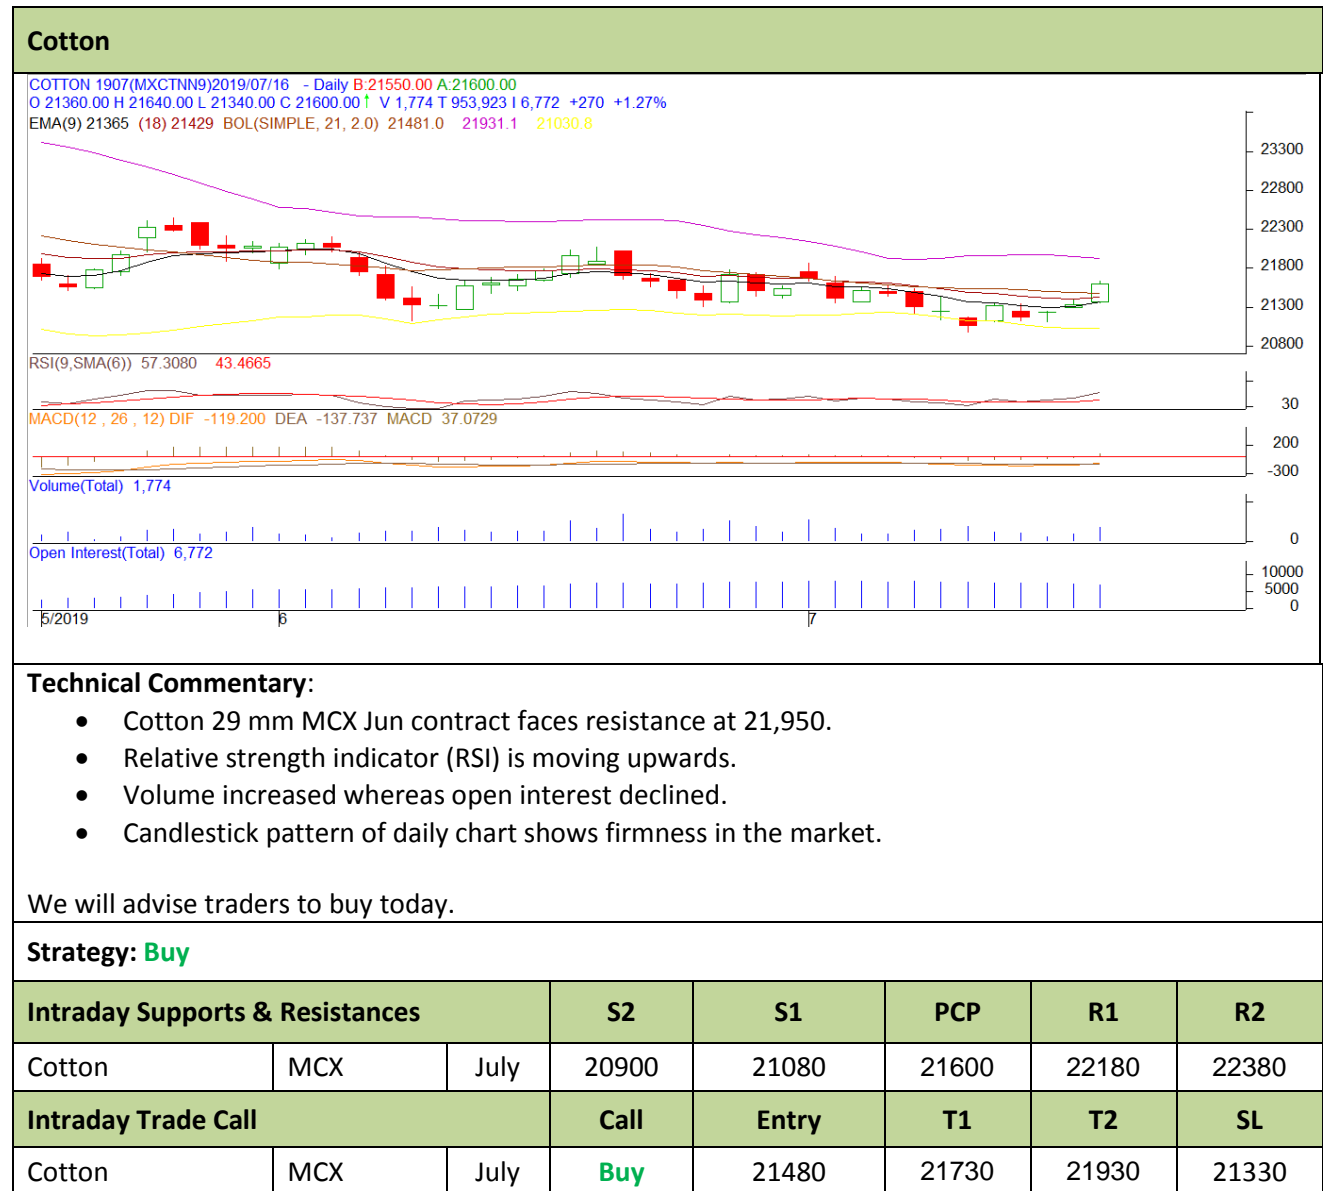 Cotton
COTTON 1907(MXCTNN9)2019/07/16 - Daily B:21550.00 A:21600.00
O 21360.00 H 21640.00 L 21340.00 C 21600.00↑ V 1,774 T 953,923 I 6,772 +270 +1.27%
EMA(9) 21365 (18) 21429 BOL(SIMPLE, 21, 2.0) 21481.0 21931.1 21030.8
23300
22800
22300
21800
21300
20800
RSI(9,SMA(6)) 57.3080 43.4665
30
MACD(12 , 26 , 12) DIF -119.200 DEA -137.737 MACD 37.0729
200
-300
Volume(Total) 1,774
0
Open Interest(Total) 6,772
10000
5000
0
5/2019 6 7
Technical Commentary:
• Cotton 29 mm MCX Jun contract faces resistance at 21,950.
• Relative strength indicator (RSI) is moving upwards.
• Volume increased whereas open interest declined.
• Candlestick pattern of daily chart shows firmness in the market.
We will advise traders to buy today.
Strategy: Buy
Intraday Supports & Resistances S2 S1 PCP R1 R2
Cotton MCX July 20900 21080 21600 22180 22380
Intraday Trade Call Call Entry T1 T2 SL
Cotton MCX July Buy 21480 21730 21930 21330